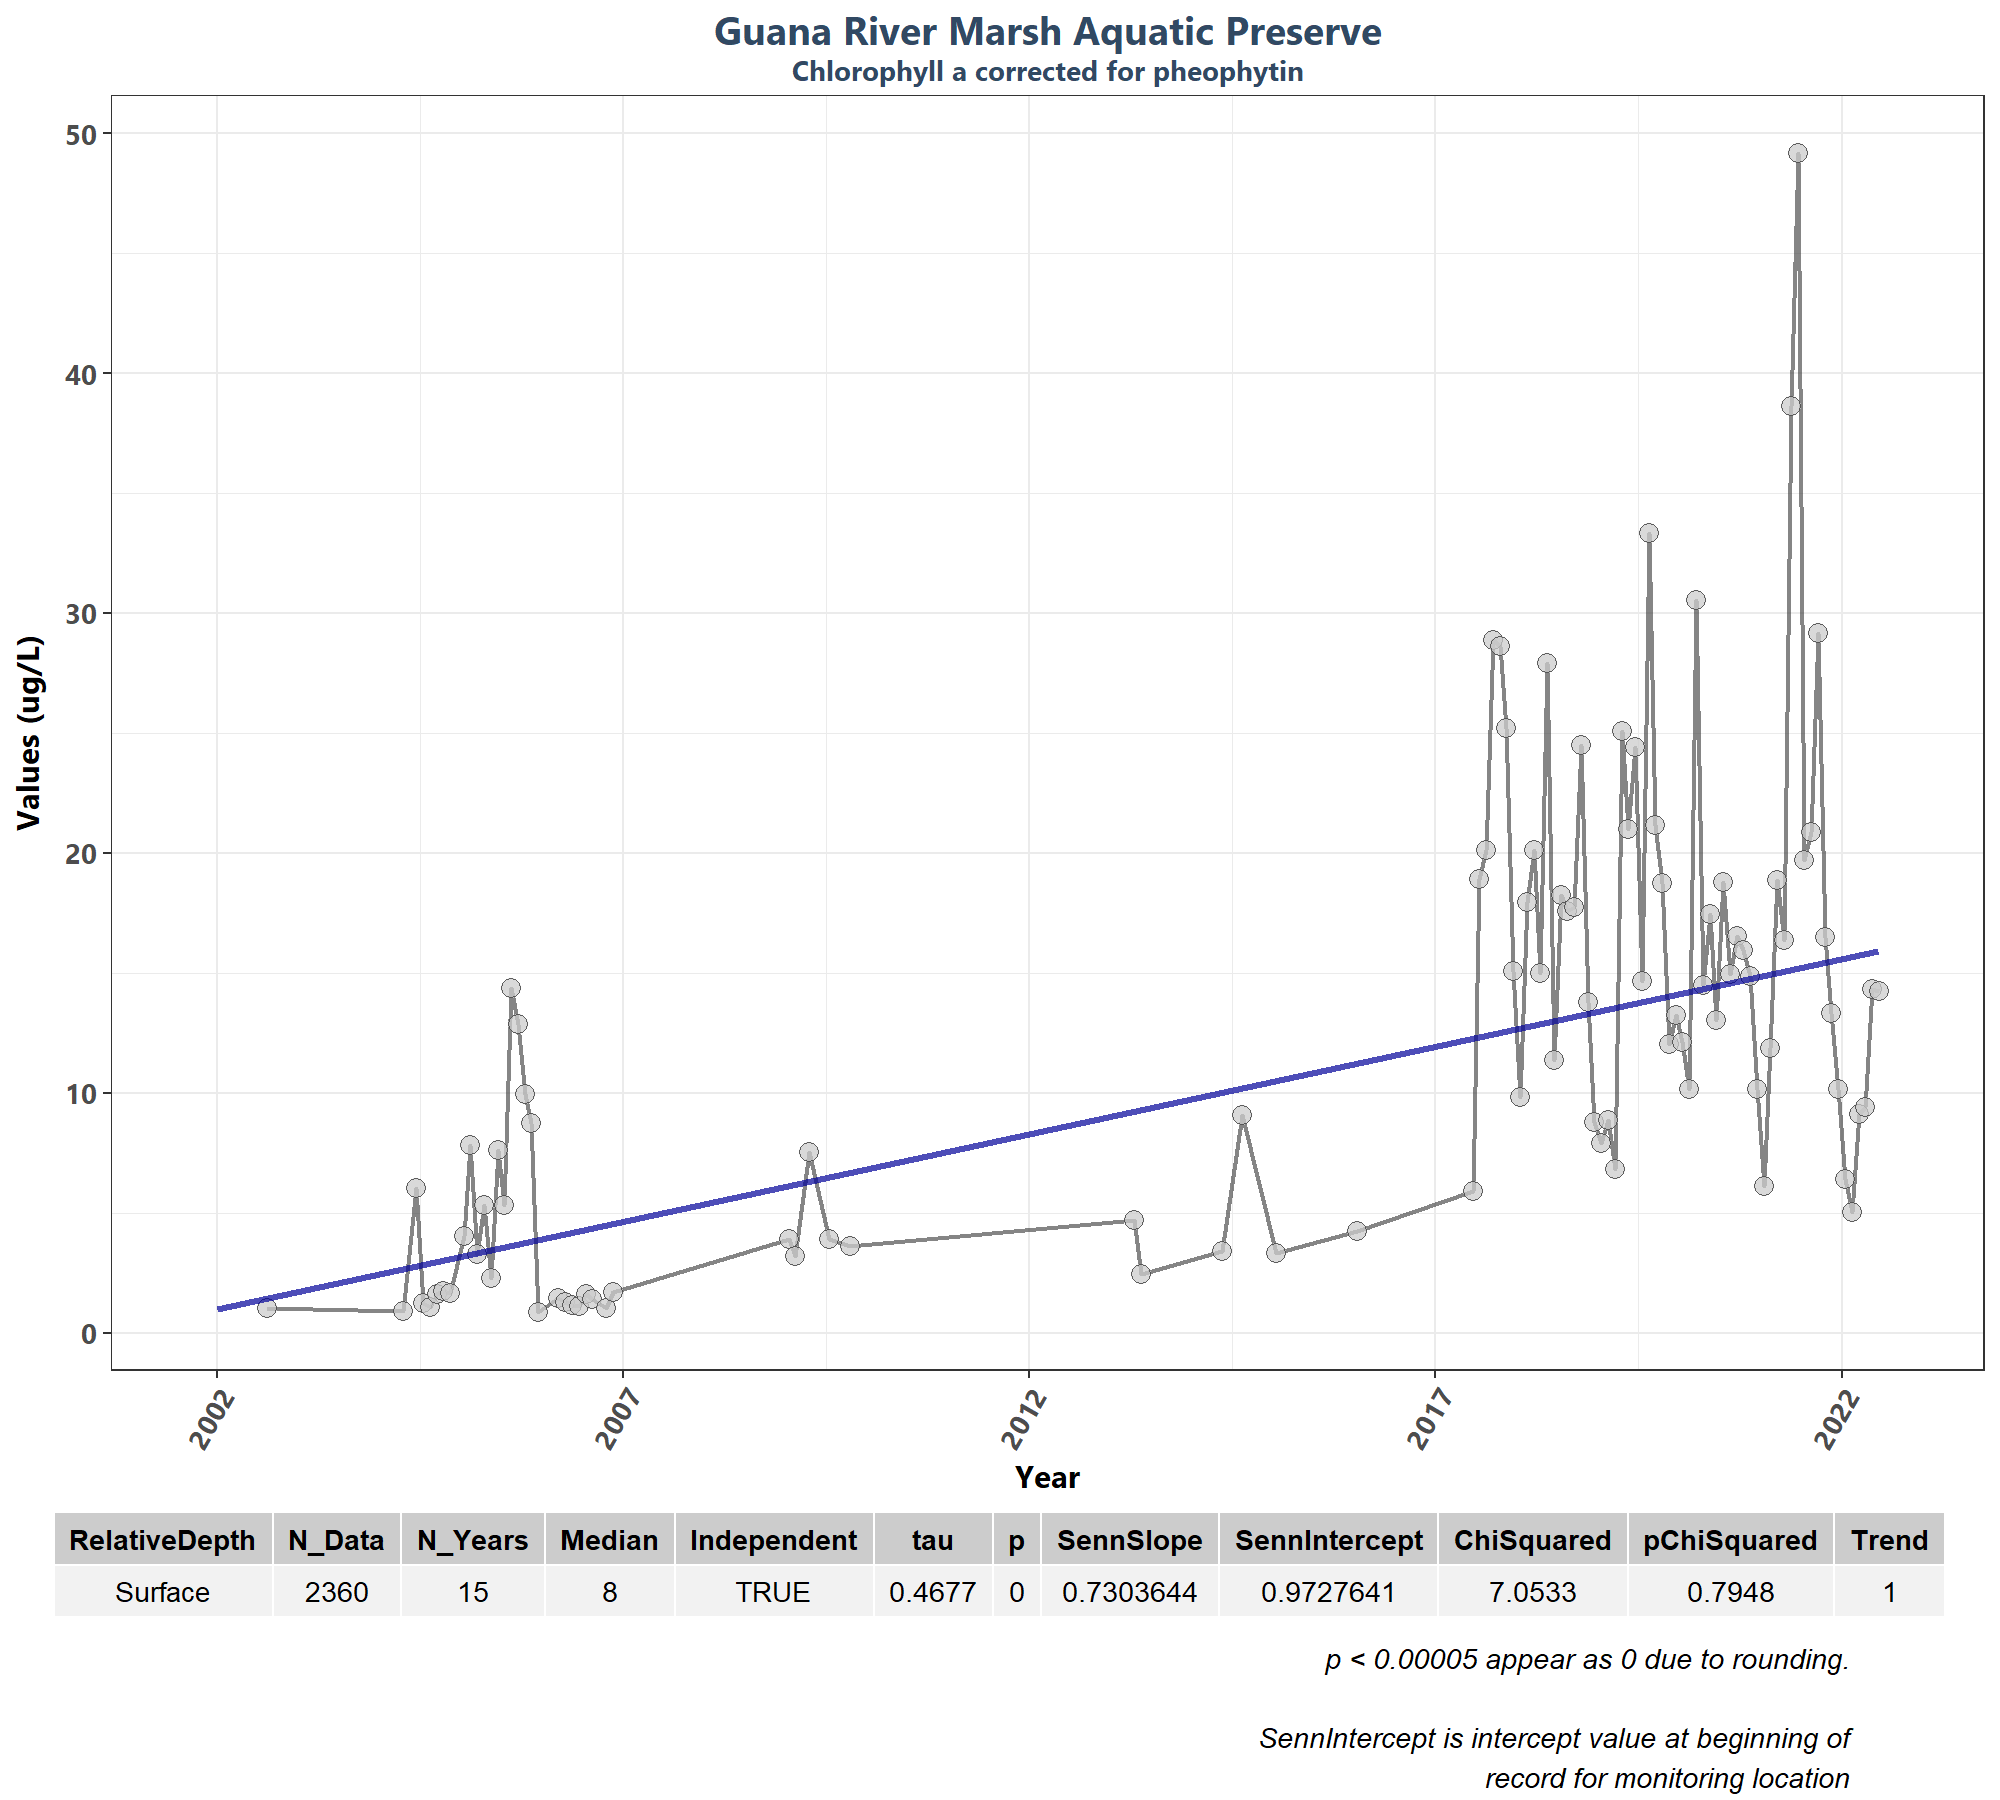 Guana River Marsh Aquatic Preserve
Chlorophyll a corrected for pheophytin
Values (ug/L)
50
40
30
20
10
0
2002
2007
2012
2017
2022
Year
RelativeDepth N_Data N_Years Median Independent tau p SennSlope SennIntercept ChiSquared pChiSquared Trend
Surface 2360 15 8 TRUE 0.4677 0 0.7303644 0.9727641 7.0533 0.7948 1
p < 0.00005 appear as 0 due to rounding.
SennIntercept is intercept value at beginning of
record for monitoring location